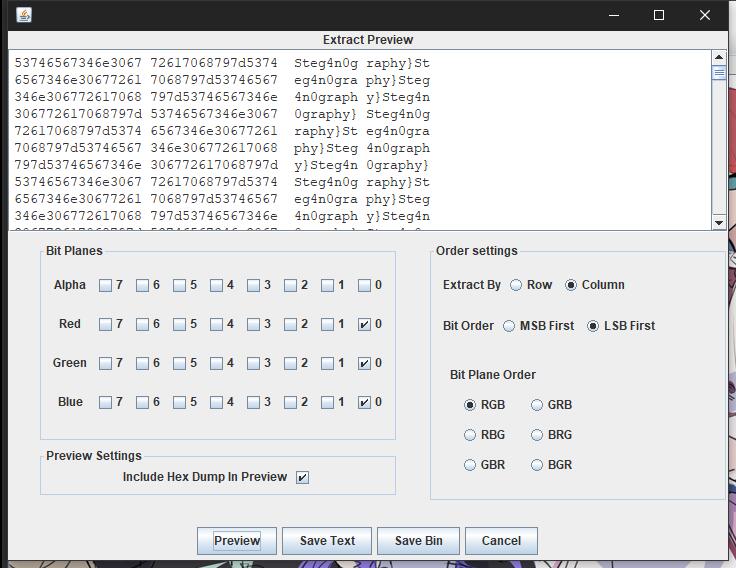 Extract Preview
53746567346e3067 72617068797d5374 Steg4n0g raphy}St
6567346e30677261 7068797d53746567 eg4n0gra phy}Steg
346e306772617068 797d53746567346e 4n0graph y}Steg4n
306772617068797d 53746567346e3067 0graphy} Steg4n0g
72617068797d5374 6567346e30677261 raphy}St eg4n0gra
7068797d53746567 346e306772617068 phy}Steg 4n0graph
797d53746567346e 306772617068797d y}Steg4n 0graphy}
53746567346e3067 72617068797d5374 Steg4n0g raphy}St
6567346e30677261 7068797d53746567 eg4n0gra phy}Steg
346e306772617068 797d53746567346e 4n0graph y}Steg4n
Bit Planes
Alpha 7 6 5 4 3 2 1 0
Red 7 6 5 4 3 2 1 0
Green 7 6 5 4 3 2 1 0
Blue 7 6 5 4 3 2 1 0
Preview Settings
Include Hex Dump In Preview
Order settings
Extract By Row Column
Bit Order MSB First LSB First
Bit Plane Order
RGB GRB
RBG BRG
GBR BGR
Preview Save Text Save Bin Cancel